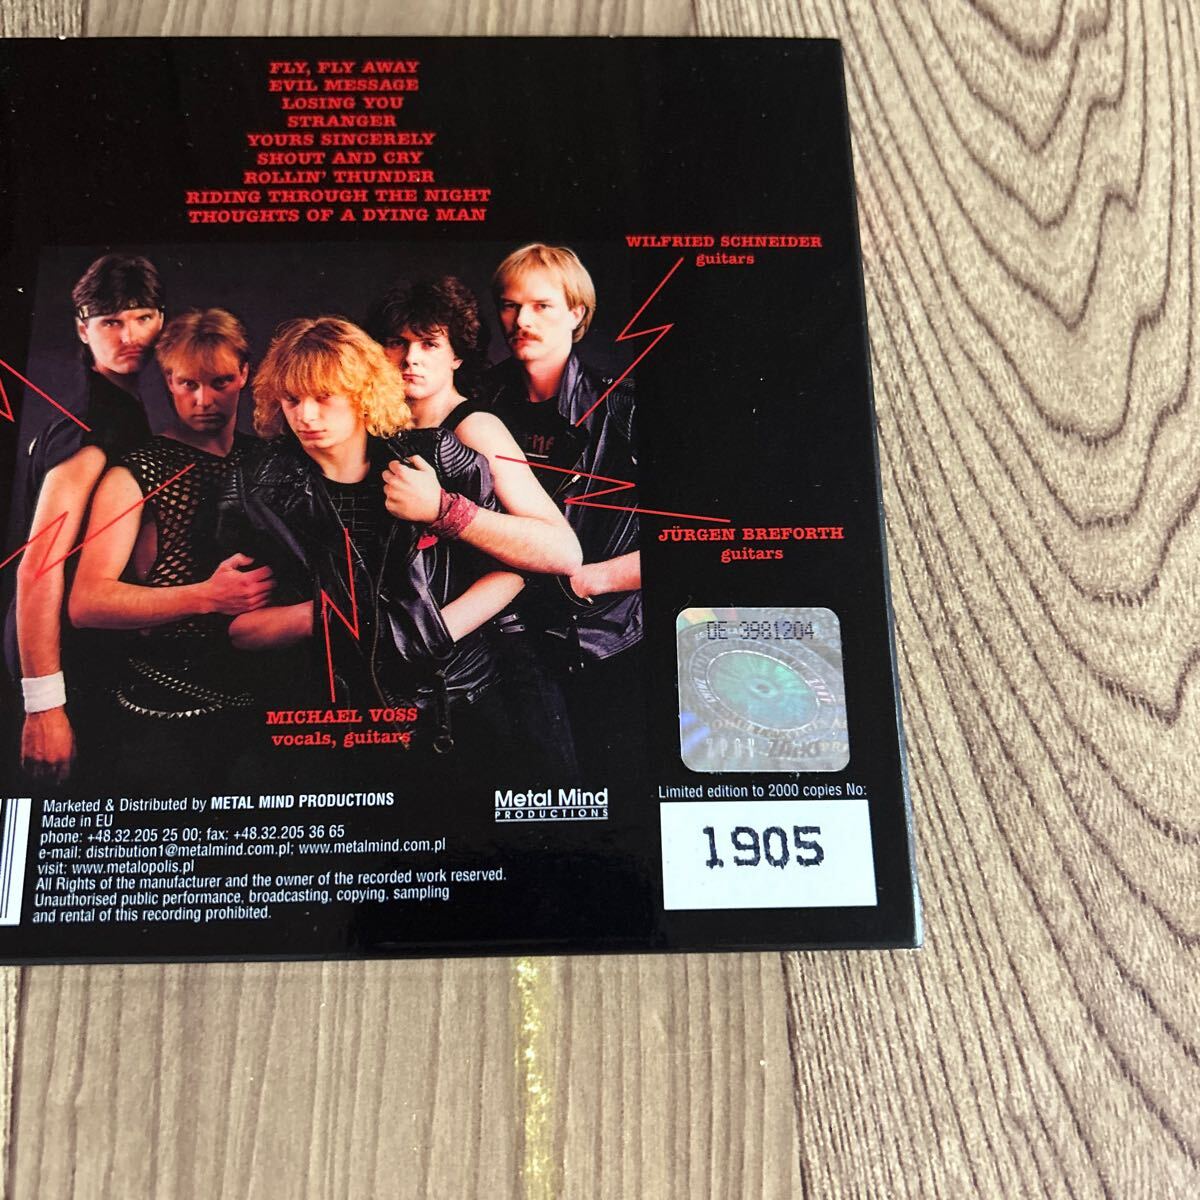 FLY, FLY AWAY
EVIL MESSAGE
LOSING YOU
STRANGER
YOURS SINCERELY
SHOUT AND CRY
ROLLIN' THUNDER
RIDING THROUGH THE NIGHT
THOUGHTS OF A DYING MAN
WILFRIED SCHNEIDER
guitars
JÜRGEN BREFORTH
guitars
MICHAEL VOSS
vocals, guitars
DE 3981204
Marketed & Distributed by METAL MIND PRODUCTIONS
Made in EU
phone: +48.32.205 25 00; fax: +48.32.205 36 65
e-mail: distribution1@metalmind.com.pl; www.metalmind.com.pl
visit: www.metalopolis.pl
All Rights of the manufacturer and the owner of the recorded work reserved.
Unauthorised public performance, broadcasting, copying, sampling
and rental of this recording prohibited.
Metal Mind
PRODUCTIONS
Limited edition to 2000 copies No:
1905